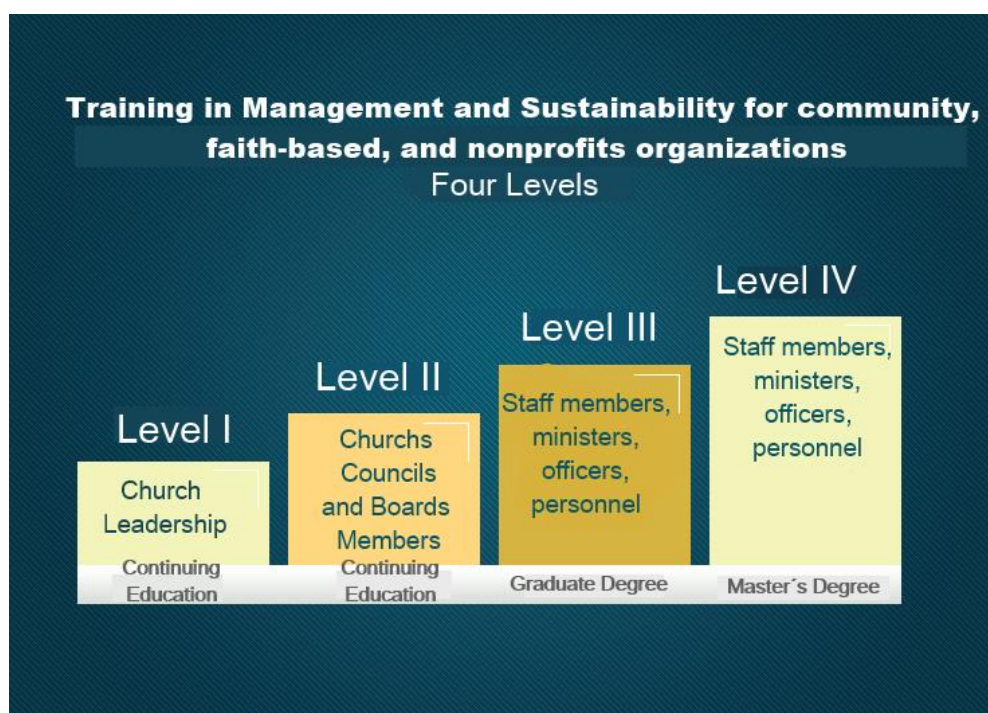 Training in Management and Sustainability for community,
faith-based, and nonprofits organizations
Four Levels
Level I
Church
Leadership
Continuing
Education
Level II
Churchs
Councils
and Boards
Members
Continuing
Education
Level III
Staff members,
ministers,
officers,
personnel
Graduate Degree
Level IV
Staff members,
ministers,
officers,
personnel
Master´s Degree